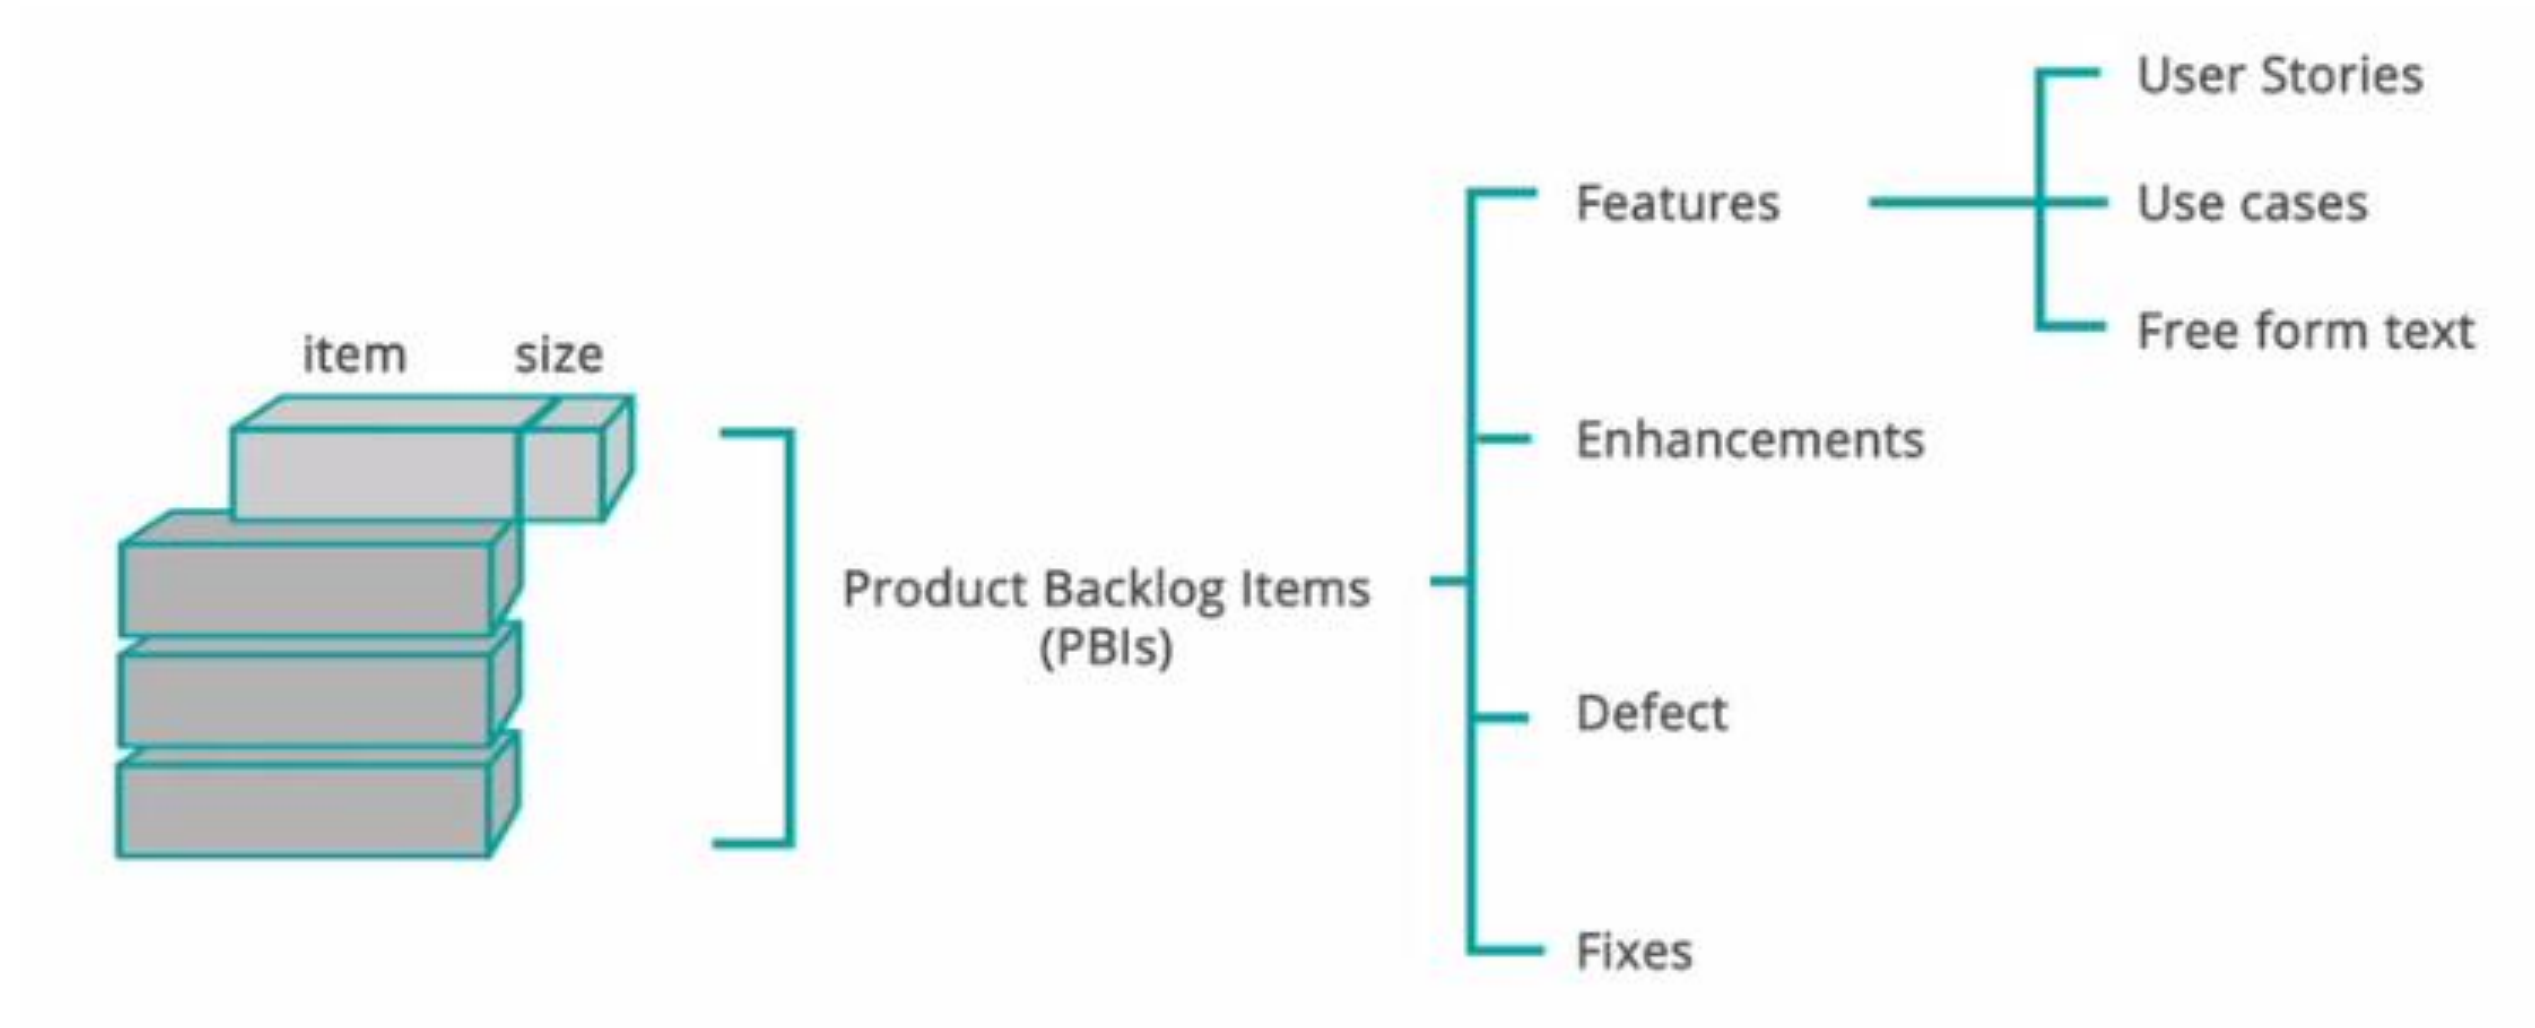 item size
Product Backlog Items
(PBIs)
Features
Enhancements
Defect
Fixes
User Stories
Use cases
Free form text